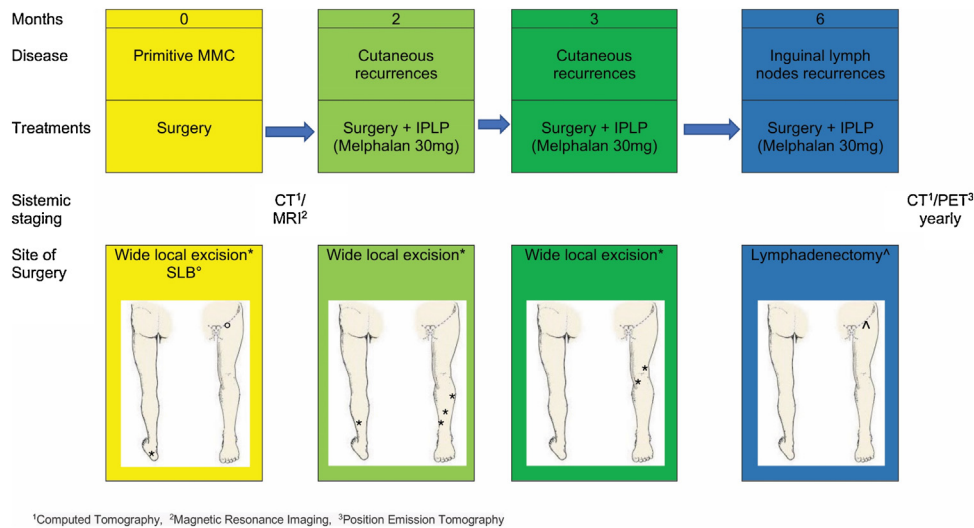 Months 0 2 3 6
Disease Primitive MMC Cutaneous Cutaneous Inguinal lymph
recurrences recurrences nodes recurrences
Treatments Surgery Surgery + IPLP Surgery + IPLP Surgery + IPLP
(Melphalan 30mg) (Melphalan 30mg) (Melphalan 30mg)
Sistemic CT¹/ CT¹/PET³
staging MRI² yearly
Site of Wide local excision* Wide local excision* Wide local excision* Lymphadenectomy^
Surgery SLB°
¹Computed Tomography, ²Magnetic Resonance Imaging, ³Position Emission Tomography